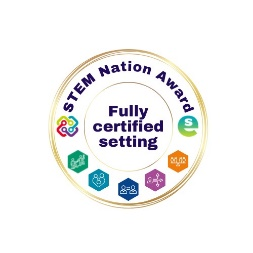 STEM Nation Award
Fully
certified
setting